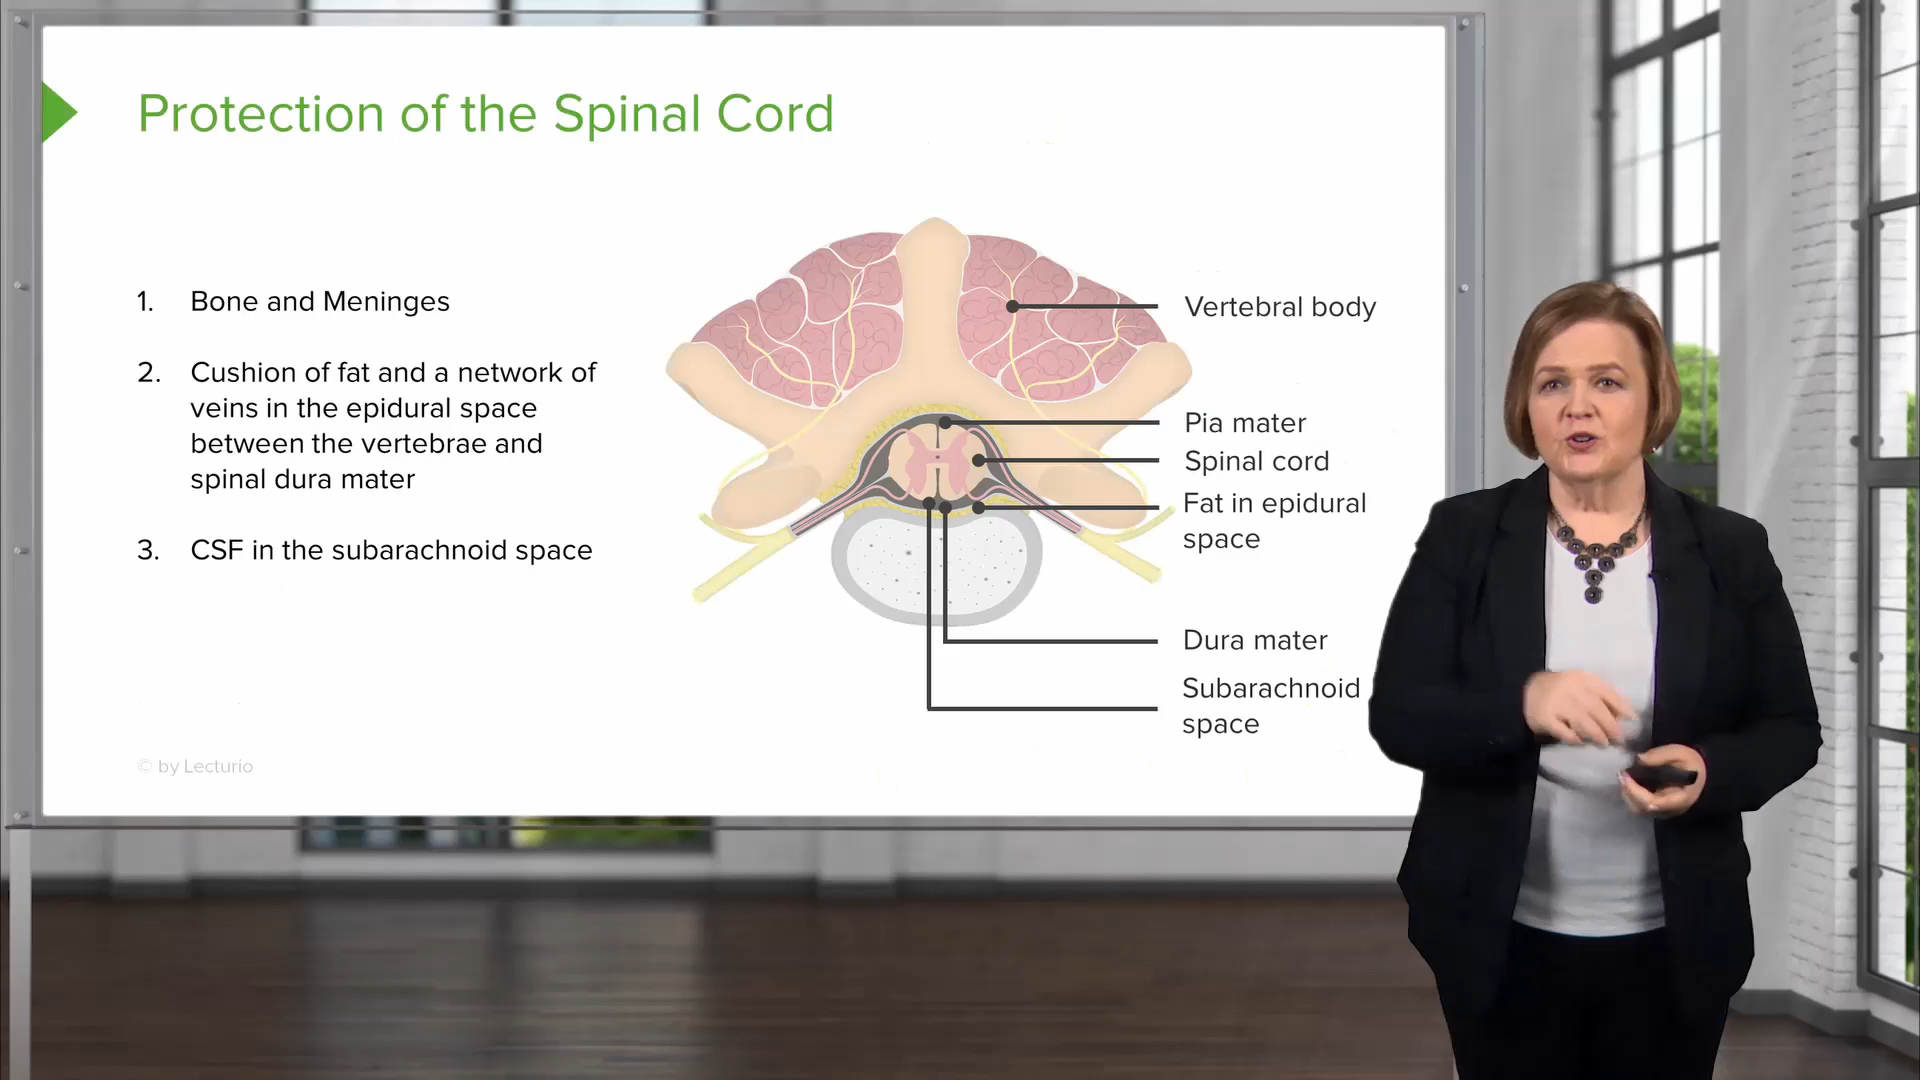 Protection of the Spinal Cord
1. Bone and Meninges
2. Cushion of fat and a network of
veins in the epidural space
between the vertebrae and
spinal dura mater
3. CSF in the subarachnoid space
Vertebral body
Pia mater
Spinal cord
Fat in epidural
space
Dura mater
Subarachnoid
space
© by Lecturio